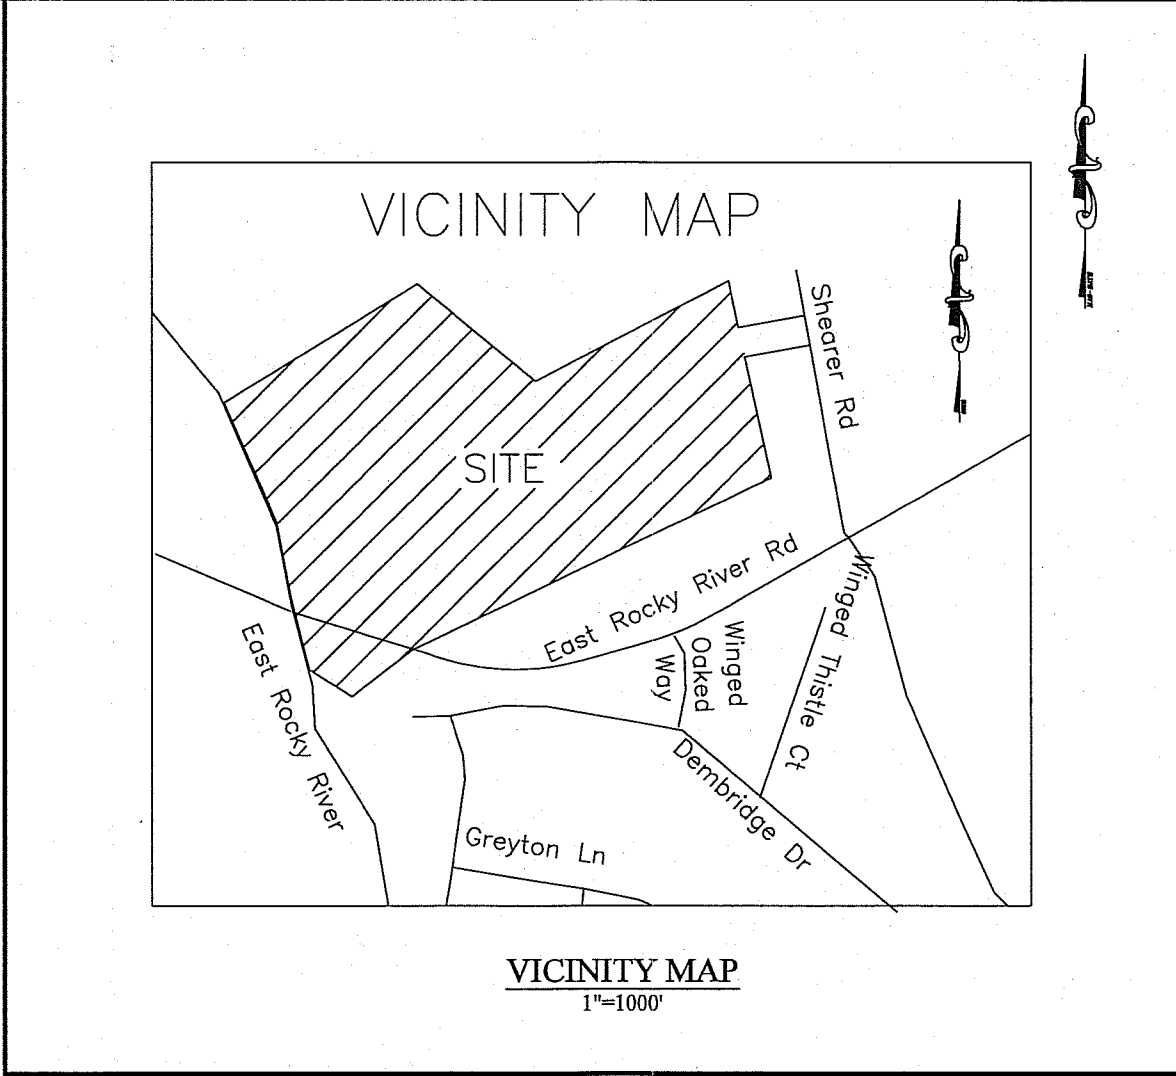 VICINITY MAP
Shearer Rd
SITE
East Rocky River Rd
Winged Thistle Ct
Winged
Oaked
Way
East Rocky River
Dembridge Dr
Greyton Ln
VICINITY MAP
1"=1000'